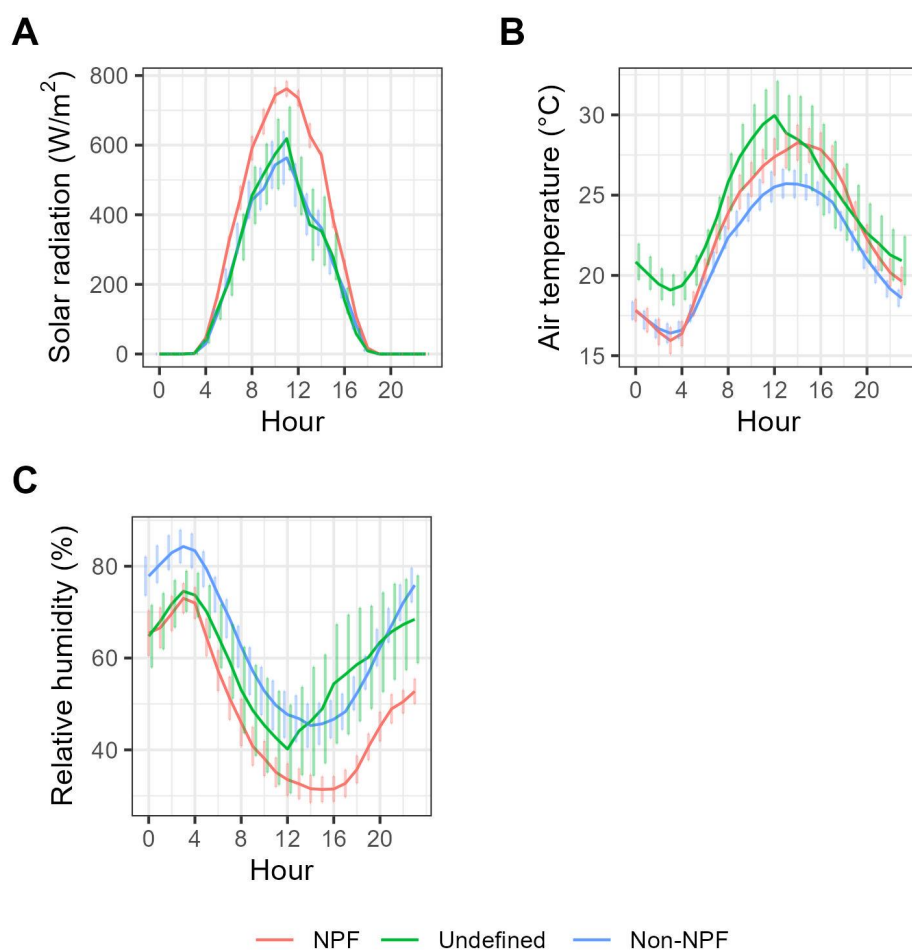 A
B
Solar radiation (W/m²)
800
600
400
200
0
0 4 8 12 16 20
Hour
Air temperature (°C)
30
25
20
15
0 4 8 12 16 20
Hour
C
Relative humidity (%)
80
60
40
0 4 8 12 16 20
Hour
NPF Undefined Non-NPF